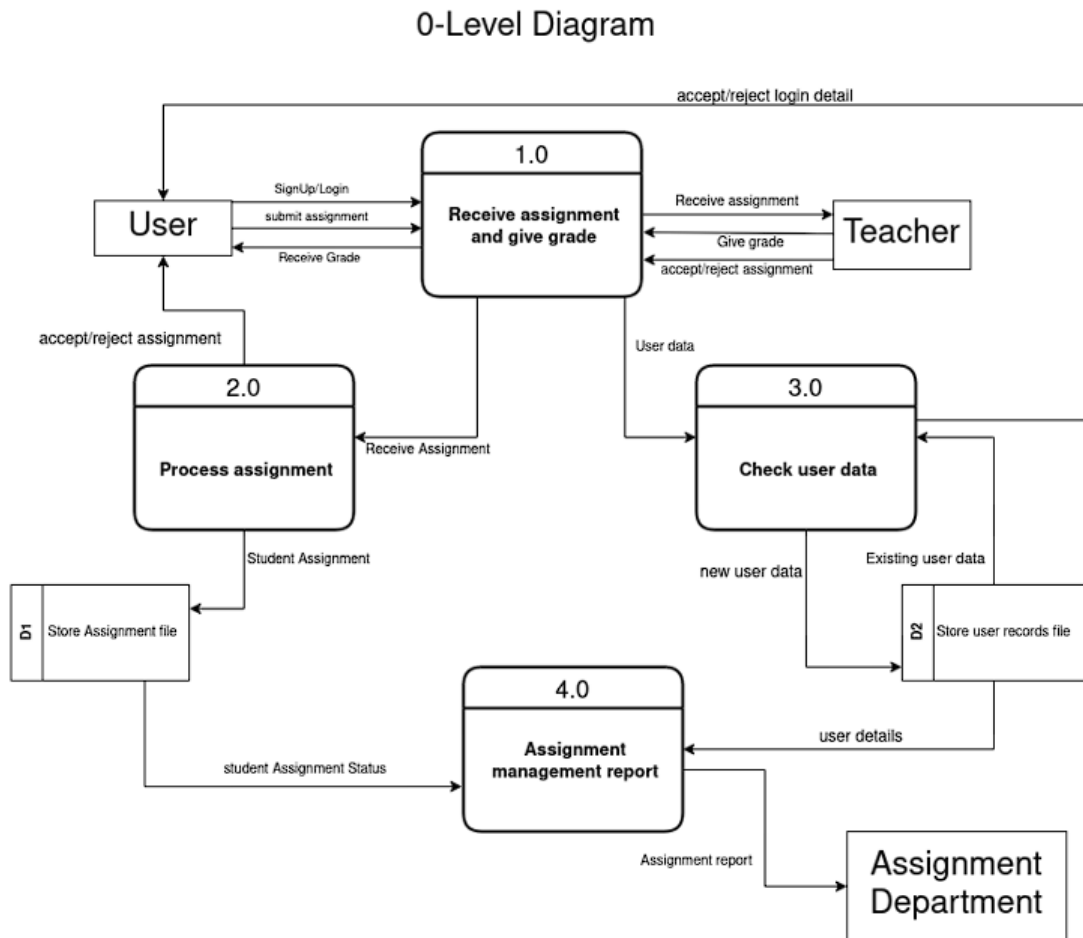 0-Level Diagram
accept/reject login detail
1.0
SignUp/Login
User
submit assignment
Receive Grade
Receive assignment
and give grade
Receive assignment
Teacher
Give grade
accept/reject assignment
accept/reject assignment
User data
2.0
3.0
Receive Assignment
Process assignment
Check user data
Student Assignment
new user data
Existing user data
D1
Store Assignment file
D2
Store user records file
4.0
user details
Assignment
management report
student Assignment Status
Assignment report
Assignment
Department